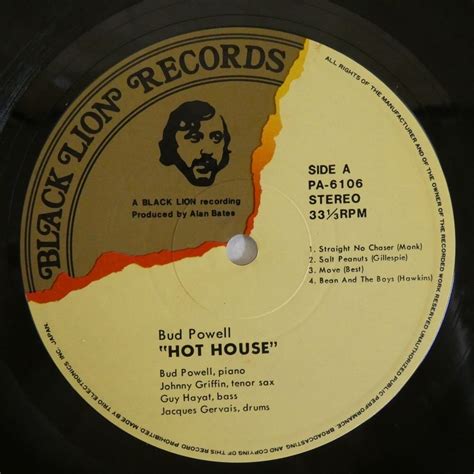 BLACK LION RECORDS
A BLACK LION recording
Produced by Alan Bates
SIDE A
PA-6106
STEREO
33⅓RPM
1. Straight No Chaser (Monk)
2. Salt Peanuts (Gillespie)
3. Move (Best)
4. Bean And The Boys (Hawkins)
Bud Powell
"HOT HOUSE"
Bud Powell, piano
Johnny Griffin, tenor sax
Guy Hayat, bass
Jacques Gervais, drums
ALL RIGHTS OF THE MANUFACTURER AND OF THE OWNER OF THE RECORDED WORK RESERVED UNAUTHORIZED PUBLIC PERFORMANCE BROADCASTING AND COPYING OF THIS RECORD PROHIBITED MADE BY TRIO ELECTRONICS INC. JAPAN.